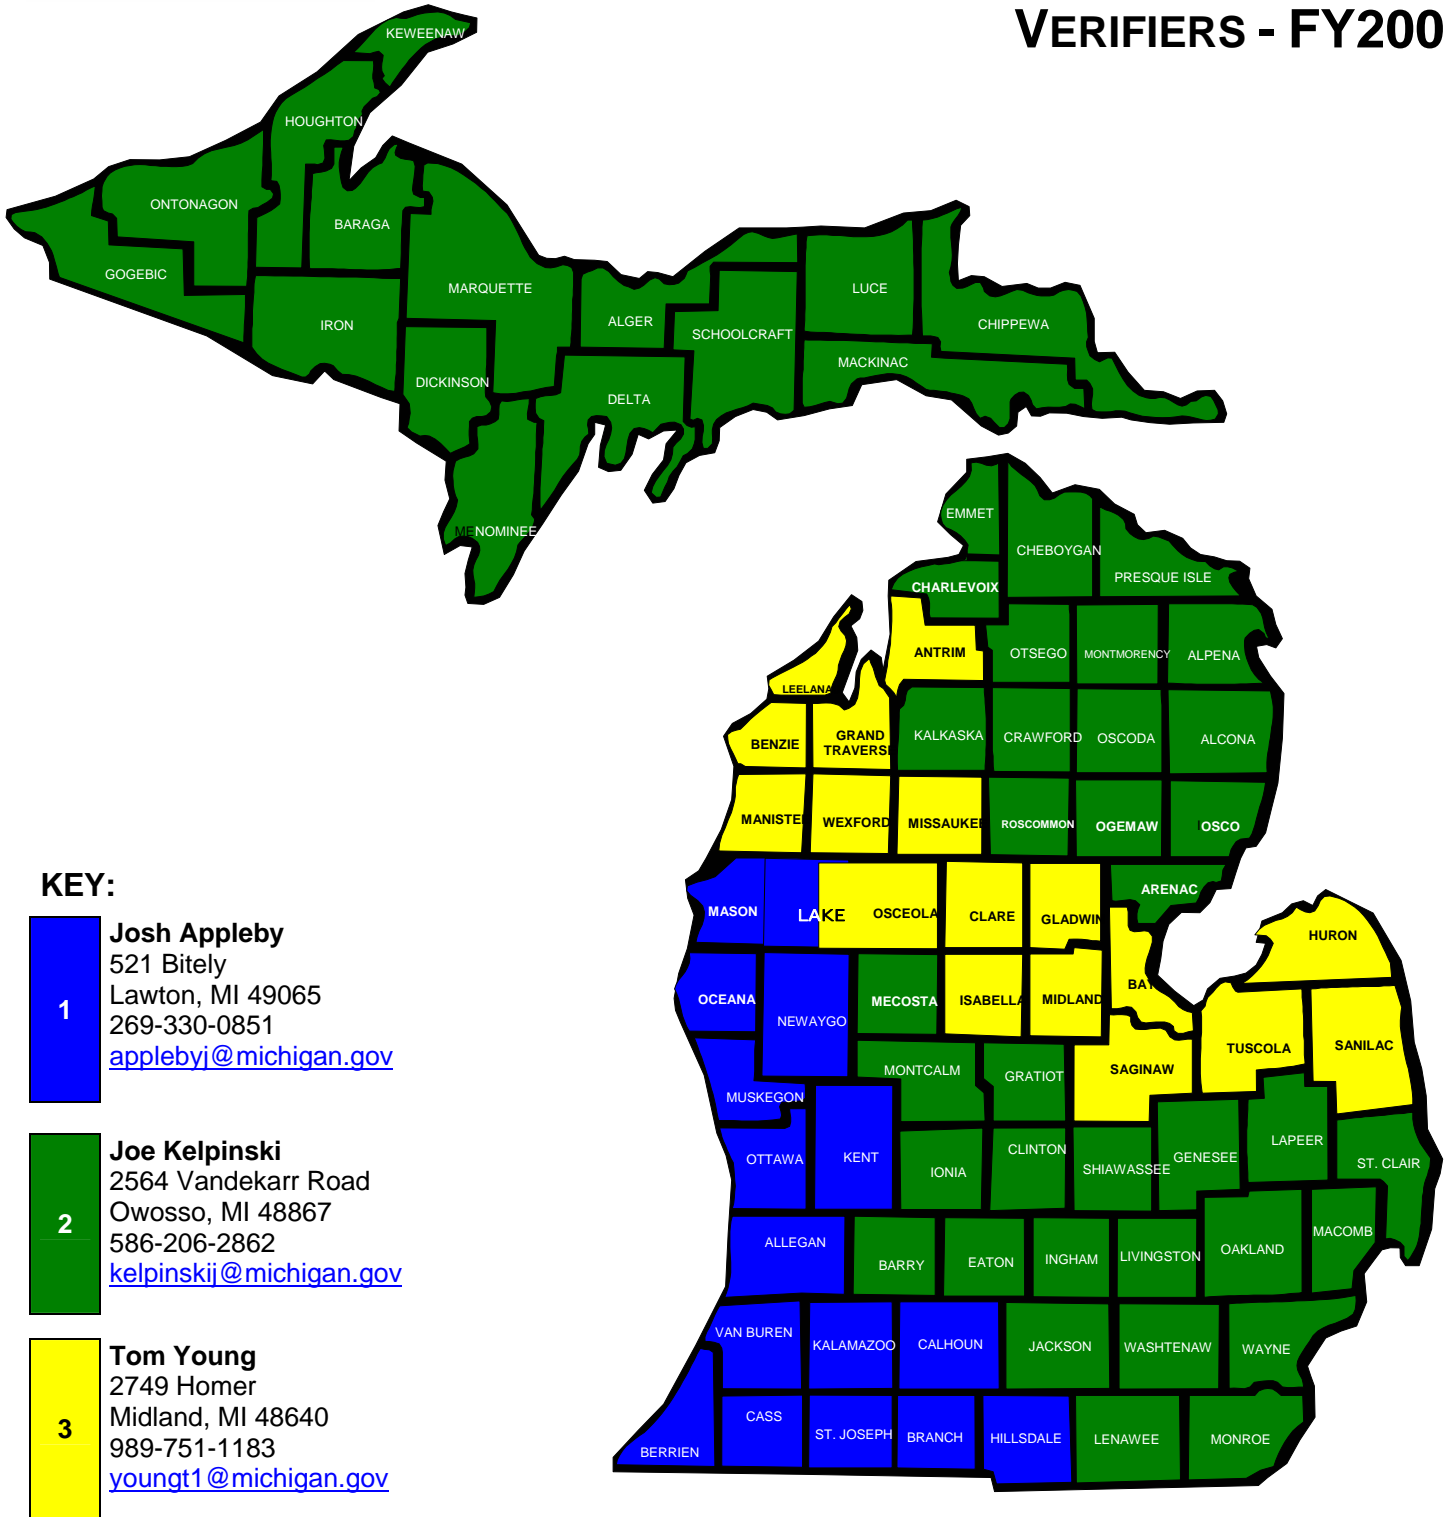 VERIFIERS - FY200
KEWEENAW
HOUGHTON
ONTONAGON
BARAGA
GOGEBIC
MARQUETTE
LUCE
IRON
ALGER
SCHOOLCRAFT
CHIPPEWA
MACKINAC
DICKINSON
DELTA
MENOMINEE
EMMET
CHEBOYGAN
PRESQUE ISLE
CHARLEVOIX
ANTRIM
OTSEGO
MONTMORENCY
ALPENA
LEELANA
BENZIE
GRAND
TRAVERSE
KALKASKA
CRAWFORD
OSCODA
ALCONA
MANISTEE
WEXFORD
MISSAUKEE
ROSCOMMON
OGEMAW
IOSCO
ARENAC
MASON
LAKE
OSCEOLA
CLARE
GLADWIN
HURON
OCEANA
NEWAYGO
MECOSTA
ISABELLA
MIDLAND
BAY
TUSCOLA
SANILAC
MUSKEGON
MONTCALM
GRATIOT
SAGINAW
OTTAWA
KENT
IONIA
CLINTON
SHIAWASSEE
GENESEE
LAPEER
ST. CLAIR
ALLEGAN
BARRY
EATON
INGHAM
LIVINGSTON
OAKLAND
MACOMB
VAN BUREN
KALAMAZOO
CALHOUN
JACKSON
WASHTENAW
WAYNE
BERRIEN
CASS
ST. JOSEPH
BRANCH
HILLSDALE
LENAWEE
MONROE
KEY:
1
Josh Appleby
521 Bitely
Lawton, MI 49065
269-330-0851
applebyj@michigan.gov
2
Joe Kelpinski
2564 Vandekarr Road
Owosso, MI 48867
586-206-2862
kelpinskij@michigan.gov
3
Tom Young
2749 Homer
Midland, MI 48640
989-751-1183
youngt1@michigan.gov